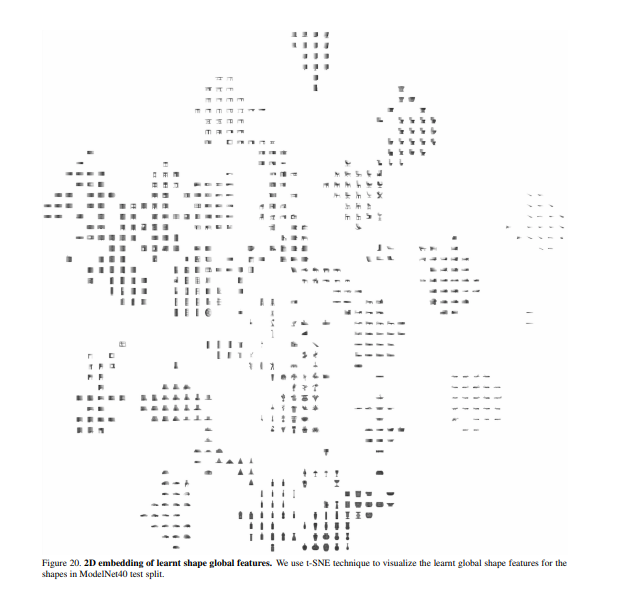 Figure 20. 2D embedding of learnt shape global features. We use t-SNE technique to visualize the learnt global shape features for the
shapes in ModelNet40 test split.